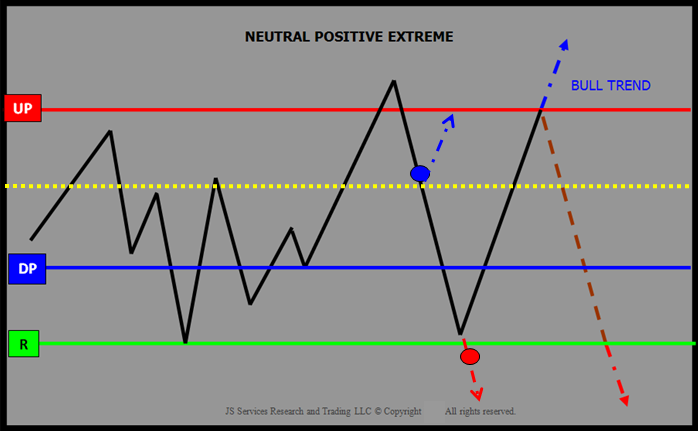 NEUTRAL POSITIVE EXTREME
BULL TREND
UP
DP
R
JS Services Research and Trading LLC © Copyright All rights reserved.